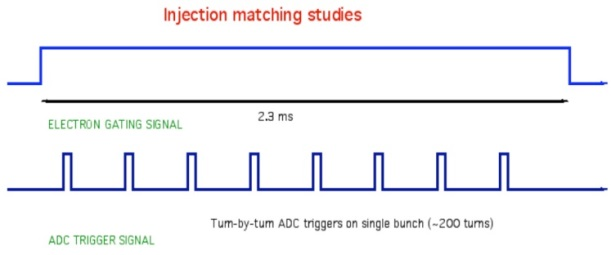 Injection matching studies
2.3 ms
ELECTRON GATING SIGNAL
Turn-by-turn ADC triggers on single bunch (~200 turns)
ADC TRIGGER SIGNAL